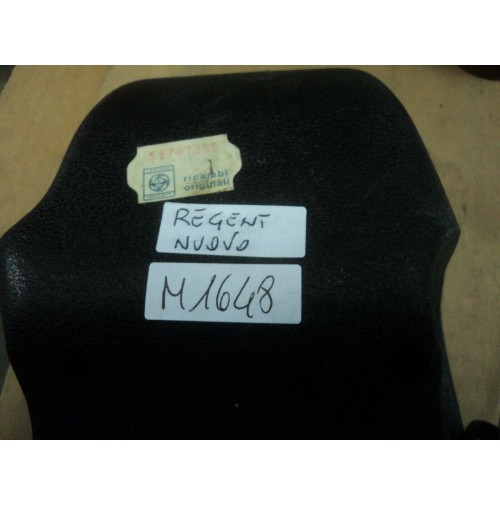 ricambi
originali
REGENT
NUOVO
M1648